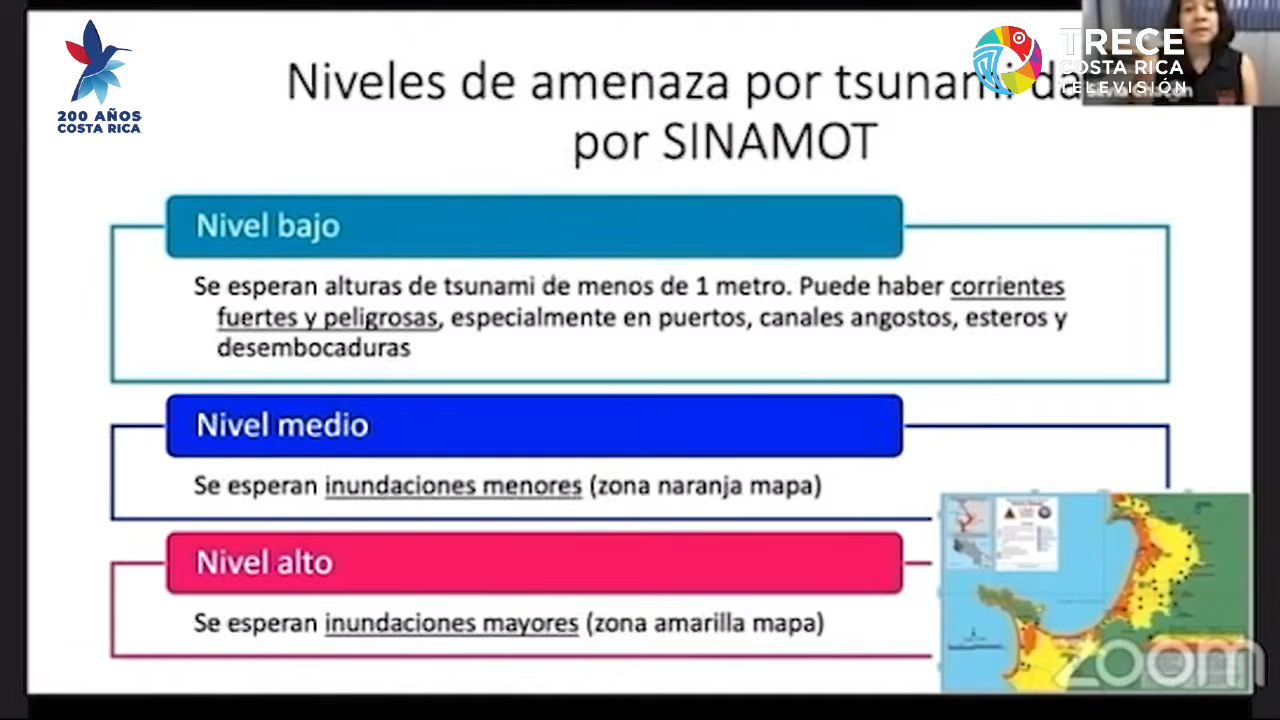 200 AÑOS
COSTA RICA
TRECE
COSTA RICA
TELEVISIÓN
Niveles de amenaza por tsunami
por SINAMOT
Nivel bajo
Se esperan alturas de tsunami de menos de 1 metro. Puede haber corrientes
fuertes y peligrosas, especialmente en puertos, canales angostos, esteros y
desembocaduras
Nivel medio
Se esperan inundaciones menores (zona naranja mapa)
Nivel alto
Se esperan inundaciones mayores (zona amarilla mapa)
zoom